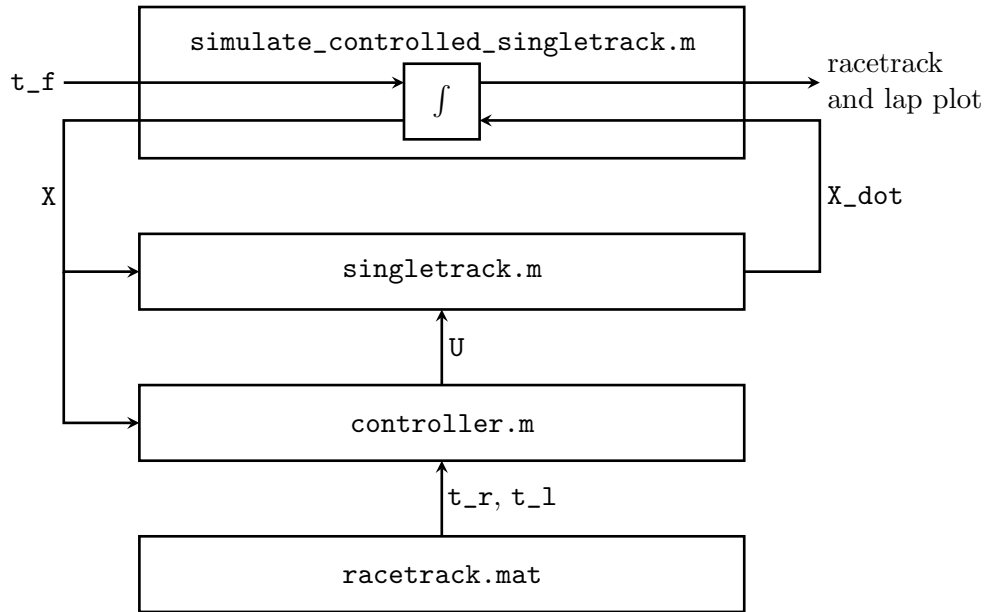 simulate_controlled_singletrack.m
t_f
∫
racetrack
and lap plot
X
X_dot
singletrack.m
U
controller.m
t_r, t_l
racetrack.mat